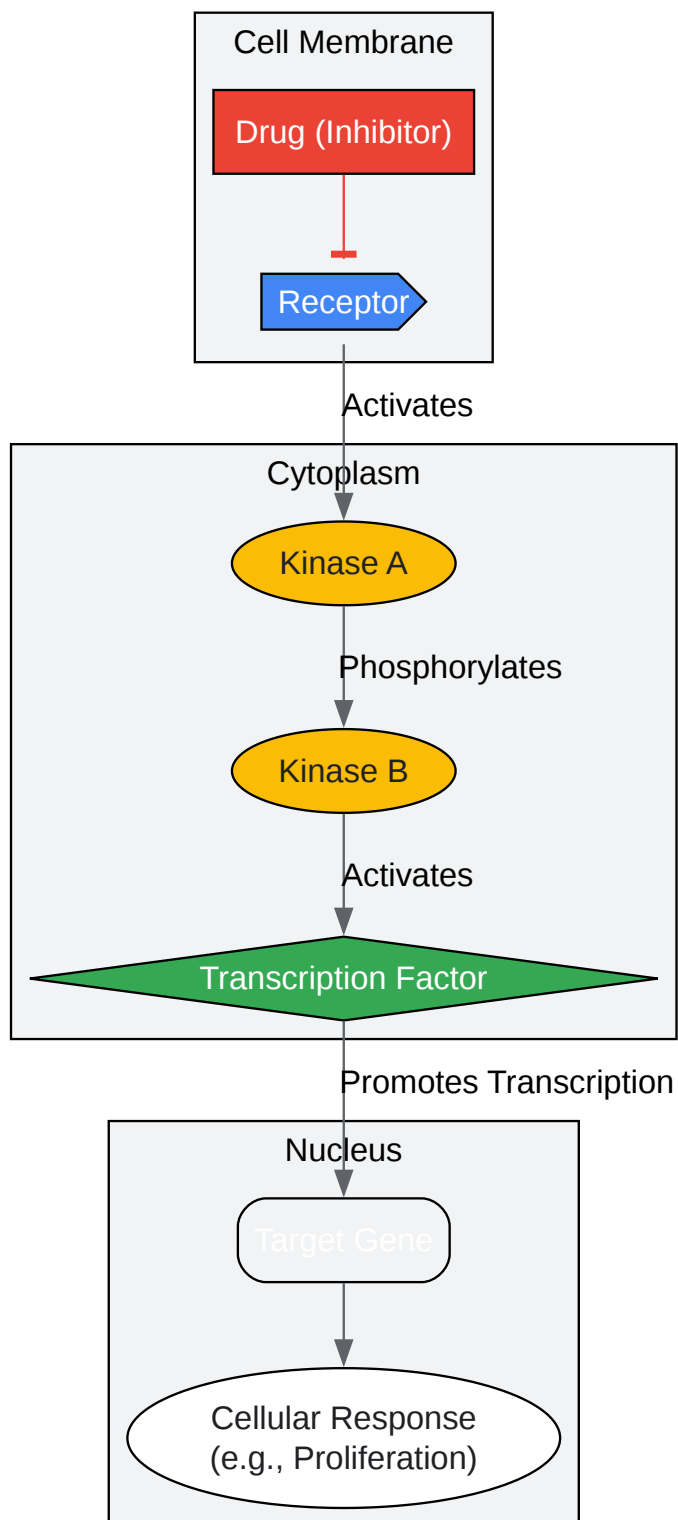 Cell Membrane
Drug (Inhibitor)
Receptor
Activates
Cytoplasm
Kinase A
Phosphorylates
Kinase B
Activates
Transcription Factor
Promotes Transcription
Nucleus
Target Gene
Cellular Response
(e.g., Proliferation)